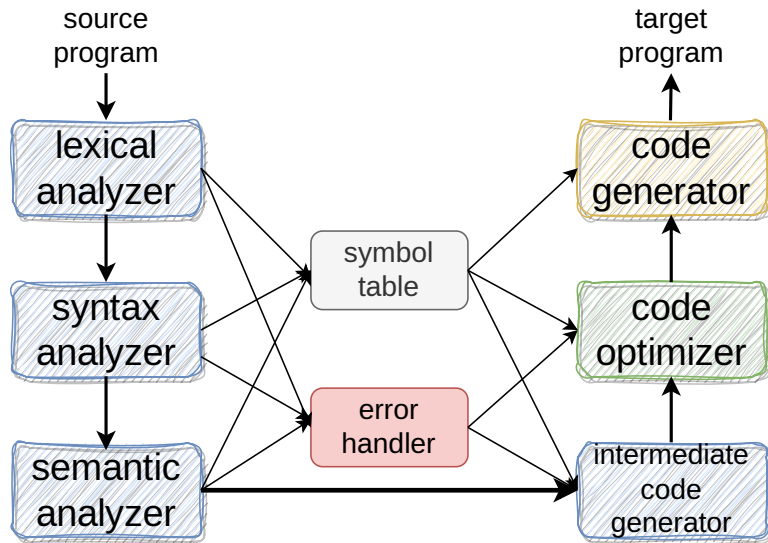 source
program
lexical
analyzer
syntax
analyzer
semantic
analyzer
symbol
table
error
handler
target
program
code
generator
code
optimizer
intermediate
code
generator